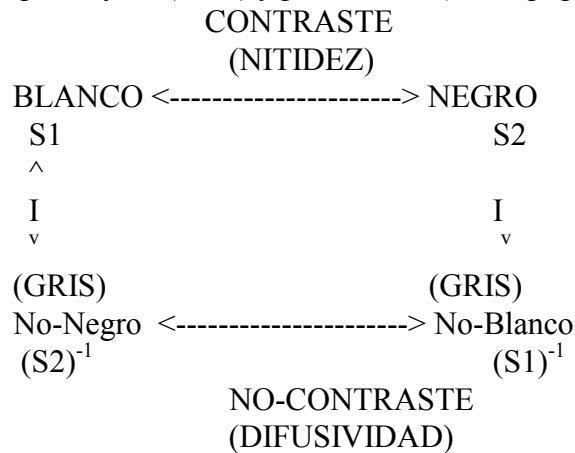 CONTRASTE
(NITIDEZ)
BLANCO <----------------------> NEGRO
S1 S2
^
I I
v v
(GRIS) (GRIS)
No-Negro <----------------------> No-Blanco
(S2)-1 (S1)-1
NO-CONTRASTE
(DIFUSIVIDAD)